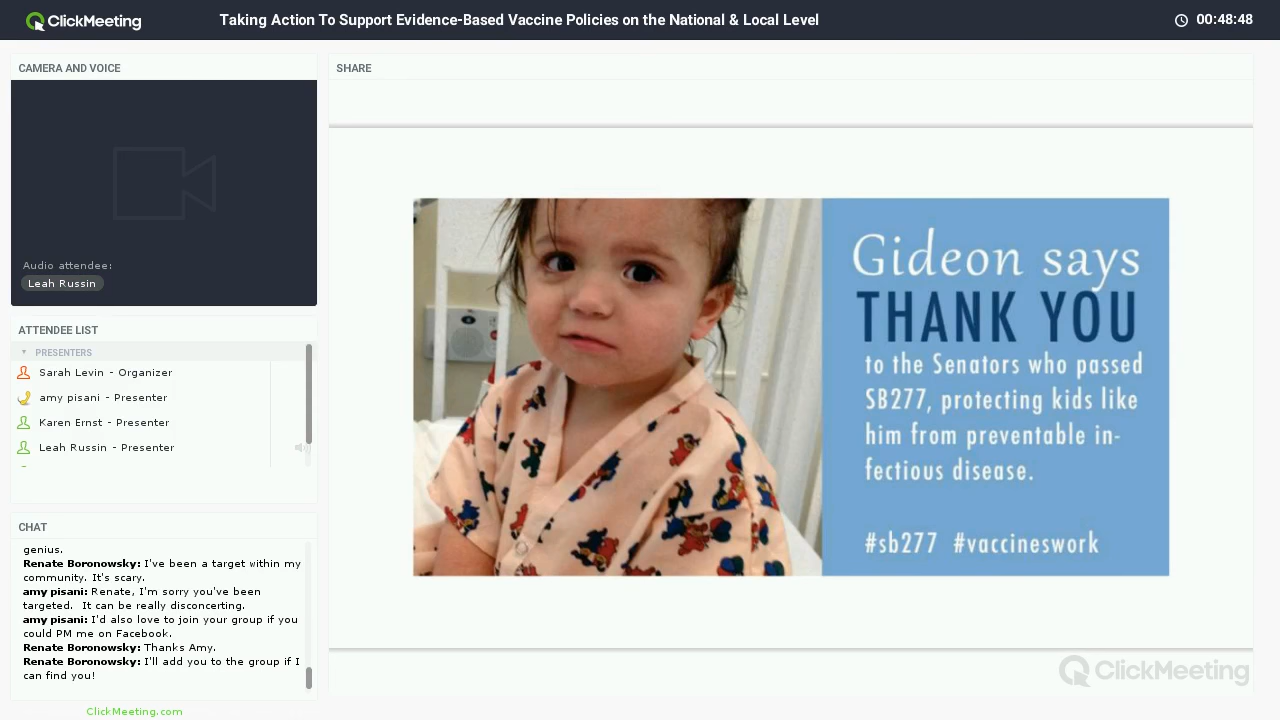 ClickMeeting
Taking Action To Support Evidence-Based Vaccine Policies on the National & Local Level
00:48:48
CAMERA AND VOICE
Audio attendee:
Leah Russin
ATTENDEE LIST
PRESENTERS
Sarah Levin - Organizer
amy pisani - Presenter
Karen Ernst - Presenter
Leah Russin - Presenter
CHAT
genius.
Renate Boronowsky: I've been a target within my
community. It's scary.
amy pisani: Renate, I'm sorry you've been
targeted. It can be really disconcerting.
amy pisani: I'd also love to join your group if you
could PM me on Facebook.
Renate Boronowsky: Thanks Amy.
Renate Boronowsky: I'll add you to the group if I
can find you!
ClickMeeting.com
SHARE
Gideon says
THANK YOU
to the Senators who passed
SB277, protecting kids like
him from preventable in-
fectious disease.
#sb277 #vaccineswork
ClickMeeting